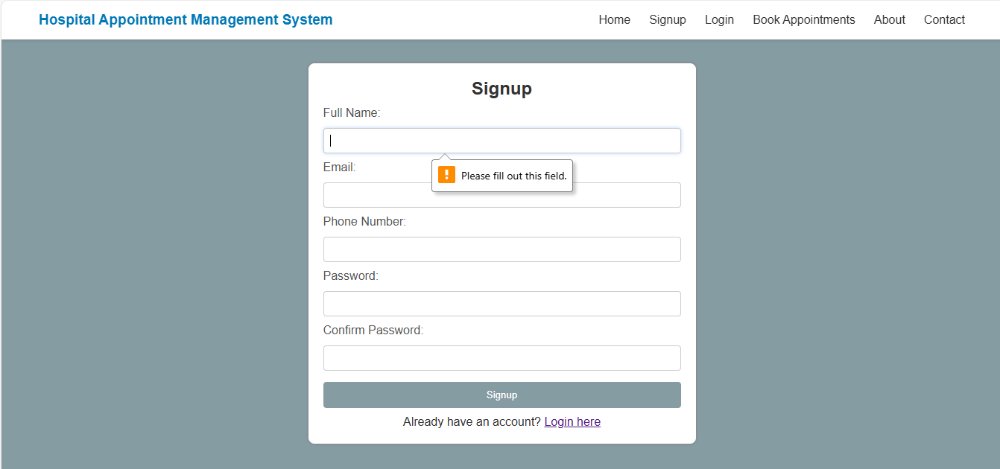 Hospital Appointment Management System
Home Signup Login Book Appointments About Contact
Signup
Full Name:
Please fill out this field.
Email:
Phone Number:
Password:
Confirm Password:
Signup
Already have an account? Login here